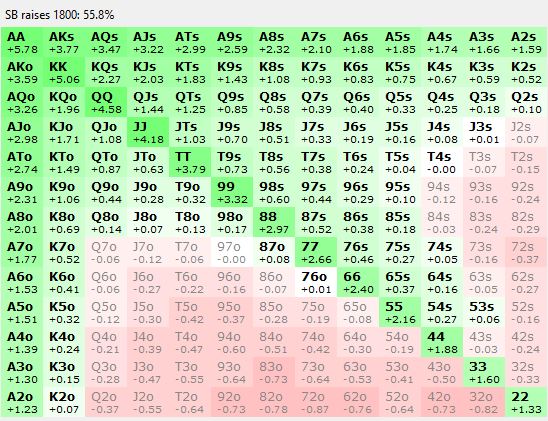 SB raises 1800: 55.8%
AA AKs AQs AJs ATs A9s A8s A7s A6s A5s A4s A3s A2s
+5.78 +3.77 +3.47 +3.22 +2.99 +2.59 +2.32 +2.10 +1.88 +1.85 +1.74 +1.66 +1.59
AKo KK KQs KJs KTs K9s K8s K7s K6s K5s K4s K3s K2s
+3.59 +5.06 +2.27 +2.03 +1.83 +1.43 +1.08 +0.93 +0.83 +0.75 +0.67 +0.59 +0.52
AQo KQo QQ QJs QTs Q9s Q8s Q7s Q6s Q5s Q4s Q3s Q2s
+3.26 +1.96 +4.58 +1.44 +1.25 +0.85 +0.58 +0.39 +0.40 +0.33 +0.25 +0.18 +0.10
AJo KJo QJo JJ JTs J9s J8s J7s J6s J5s J4s J3s J2s
+2.98 +1.71 +1.08 +4.18 +1.03 +0.70 +0.51 +0.33 +0.19 +0.16 +0.08 +0.01 -0.07
ATo KTo QTo JTo TT T9s T8s T7s T6s T5s T4s T3s T2s
+2.74 +1.49 +0.87 +0.63 +3.79 +0.73 +0.56 +0.38 +0.24 +0.04 -0.00 -0.07 -0.15
A9o K9o Q9o J9o T9o 99 98s 97s 96s 95s 94s 93s 92s
+2.31 +1.06 +0.44 +0.28 +0.32 +3.32 +0.60 +0.44 +0.29 +0.10 -0.12 -0.16 -0.24
A8o K8o Q8o J8o T8o 98o 88 87s 86s 85s 84s 83s 82s
+2.01 +0.69 +0.14 +0.07 +0.13 +0.17 +2.97 +0.52 +0.38 +0.18 -0.03 -0.24 -0.29
A7o K7o Q7o J7o T7o 97o 87o 77 76s 75s 74s 73s 72s
+1.77 +0.52 -0.06 -0.12 -0.06 -0.00 +0.08 +2.66 +0.46 +0.27 +0.05 -0.16 -0.37
A6o K6o Q6o J6o T6o 96o 86o 76o 66 65s 64s 63s 62s
+1.53 +0.41 -0.06 -0.27 -0.22 -0.16 -0.07 +0.01 +2.40 +0.37 +0.16 -0.05 -0.27
A5o K5o Q5o J5o T5o 95o 85o 75o 65o 55 54s 53s 52s
+1.51 +0.32 -0.12 -0.30 -0.42 -0.37 -0.28 -0.19 -0.08 +2.16 +0.27 +0.06 -0.16
A4o K4o Q4o J4o T4o 94o 84o 74o 64o 54o 44 43s 42s
+1.39 +0.24 -0.21 -0.39 -0.47 -0.60 -0.51 -0.42 -0.30 -0.19 +1.88 -0.03 -0.24
A3o K3o Q3o J3o T3o 93o 83o 73o 63o 53o 43o 33 32s
+1.30 +0.15 -0.28 -0.47 -0.55 -0.64 -0.73 -0.64 -0.53 -0.41 -0.50 +1.60 -0.33
A2o K2o Q2o J2o T2o 92o 82o 72o 62o 52o 42o 32o 22
+1.23 +0.07 -0.37 -0.55 -0.64 -0.73 -0.78 -0.87 -0.76 -0.64 -0.73 -0.82 +1.33